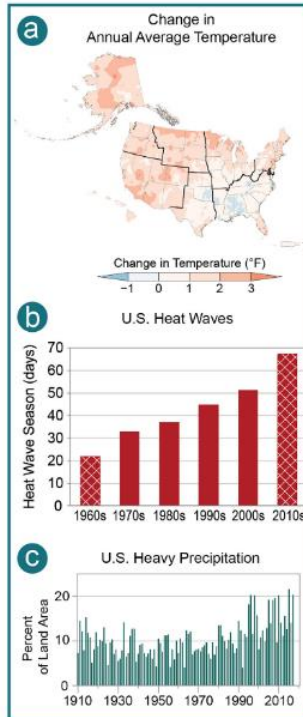 a
Change in
Annual Average Temperature
Change in Temperature (°F)
−1 0 1 2 3
b
U.S. Heat Waves
Heat Wave Season (days)
70
60
50
40
30
20
10
0
1960s 1970s 1980s 1990s 2000s 2010s
c
U.S. Heavy Precipitation
Percent
of Land Area
20
10
0
1910 1930 1950 1970 1990 2010